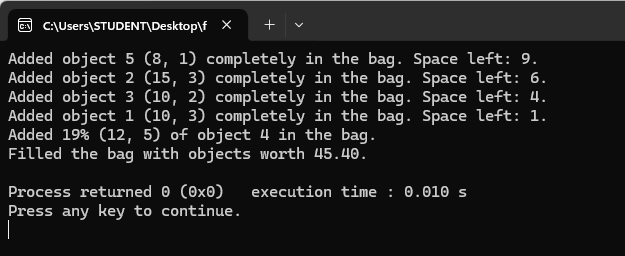 C:\Users\STUDENT\Desktop\f
Added object 5 (8, 1) completely in the bag. Space left: 9.
Added object 2 (15, 3) completely in the bag. Space left: 6.
Added object 3 (10, 2) completely in the bag. Space left: 4.
Added object 1 (10, 3) completely in the bag. Space left: 1.
Added 19% (12, 5) of object 4 in the bag.
Filled the bag with objects worth 45.40.
Process returned 0 (0x0)   execution time : 0.010 s
Press any key to continue.